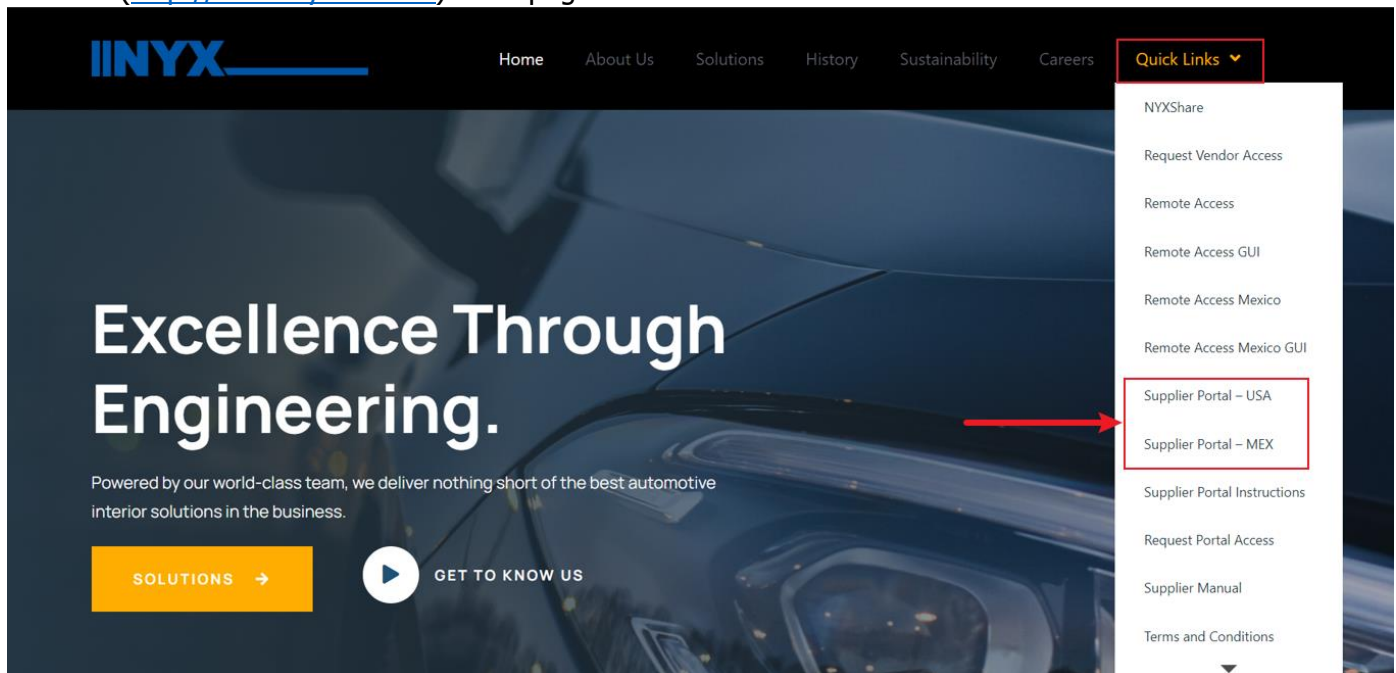 NYX
Home About Us Solutions History Sustainability Careers Quick Links
NYXShare
Request Vendor Access
Remote Access
Remote Access GUI
Remote Access Mexico
Remote Access Mexico GUI
Supplier Portal – USA
Supplier Portal – MEX
Supplier Portal Instructions
Request Portal Access
Supplier Manual
Terms and Conditions
Excellence Through
Engineering.
Powered by our world-class team, we deliver nothing short of the best automotive
interior solutions in the business.
SOLUTIONS
GET TO KNOW US